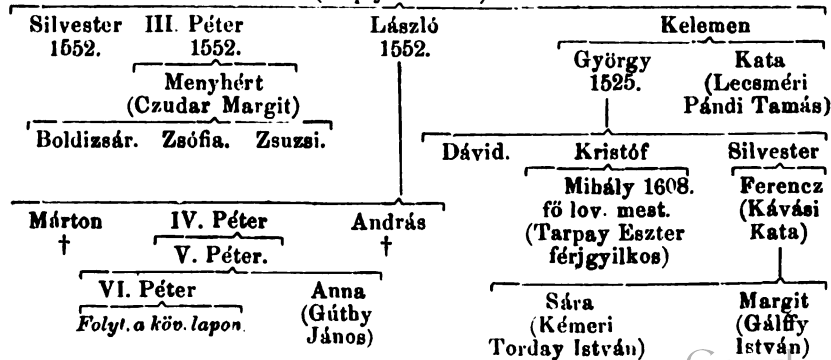 Silvester III. Péter László Kelemen
1552. 1552. 1552. György Kata
Menyhért 1525. (Lecsméri
(Czudar Margit) Pándi Tamás)
Boldizsár. Zsófia. Zsuzsi. Dávid. Kristóf Silvester
Mihály 1608. Ferencz
fő lov. mest. (Kávási
Márton IV. Péter András (Tarpay Eszter Kata)
† V. Péter. † férjgyilkos)
VI. Péter Anna Sára Margit
Folyt. a köv. lapon. (Gútby (Kémeri (Gálffy
János) Torday István) István)